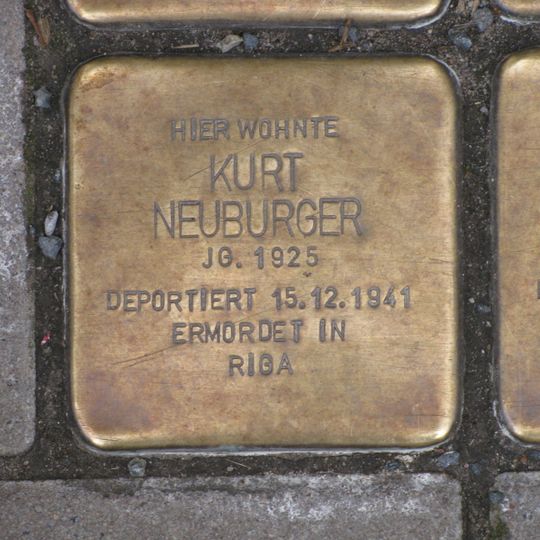 HIER WOHNTE
KURT
NEUBURGER
JG. 1925
DEPORTIERT 15.12.1941
ERMORDET IN
RIGA